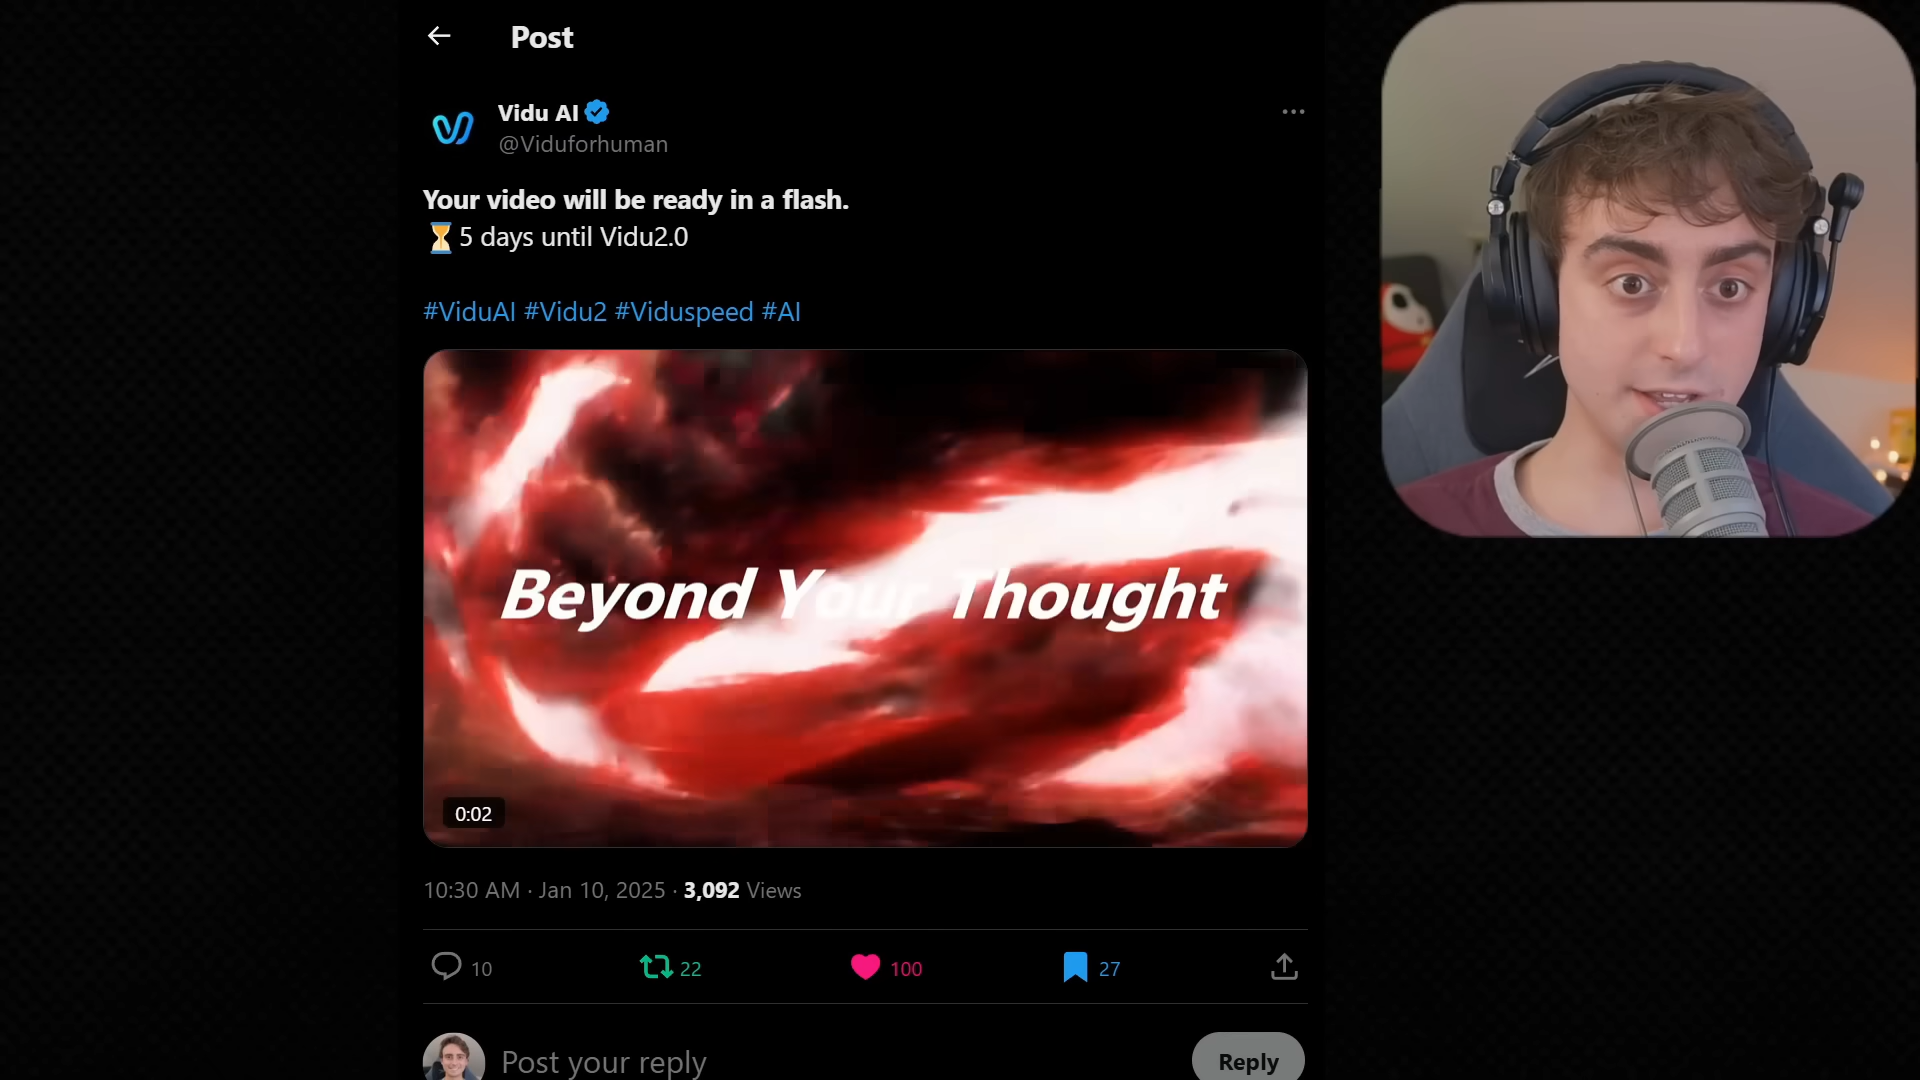 Post
Vidu AI
@Viduforhuman
Your video will be ready in a flash.
⏳5 days until Vidu2.0
#ViduAI #Vidu2 #Viduspeed #AI
Beyond Your Thought
0:02
10:30 AM · Jan 10, 2025 · 3,092 Views
10 22 100 27
Post your reply
Reply